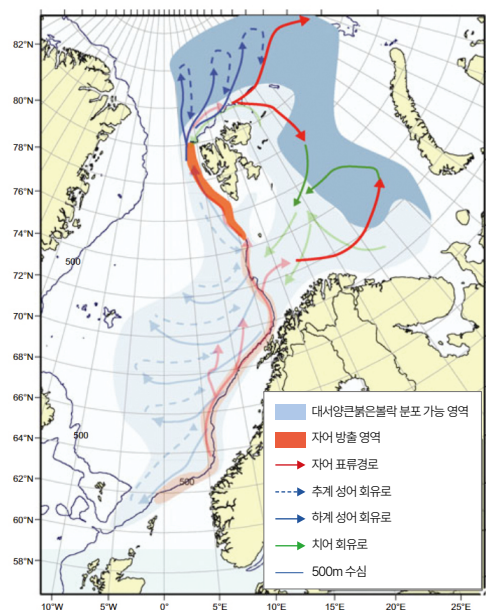 82°N
80°N
78°N
76°N
74°N
72°N
70°N
68°N
66°N
64°N
62°N
60°N
58°N
500
500
500
대서양큰붉은볼락 분포 가능 영역
자어 방출 영역
자어 표류경로
추계 성어 회유로
하계 성어 회유로
치어 회유로
500m 수심
10°W
5°W
0°
5°E
10°E
15°E
20°E
25°E